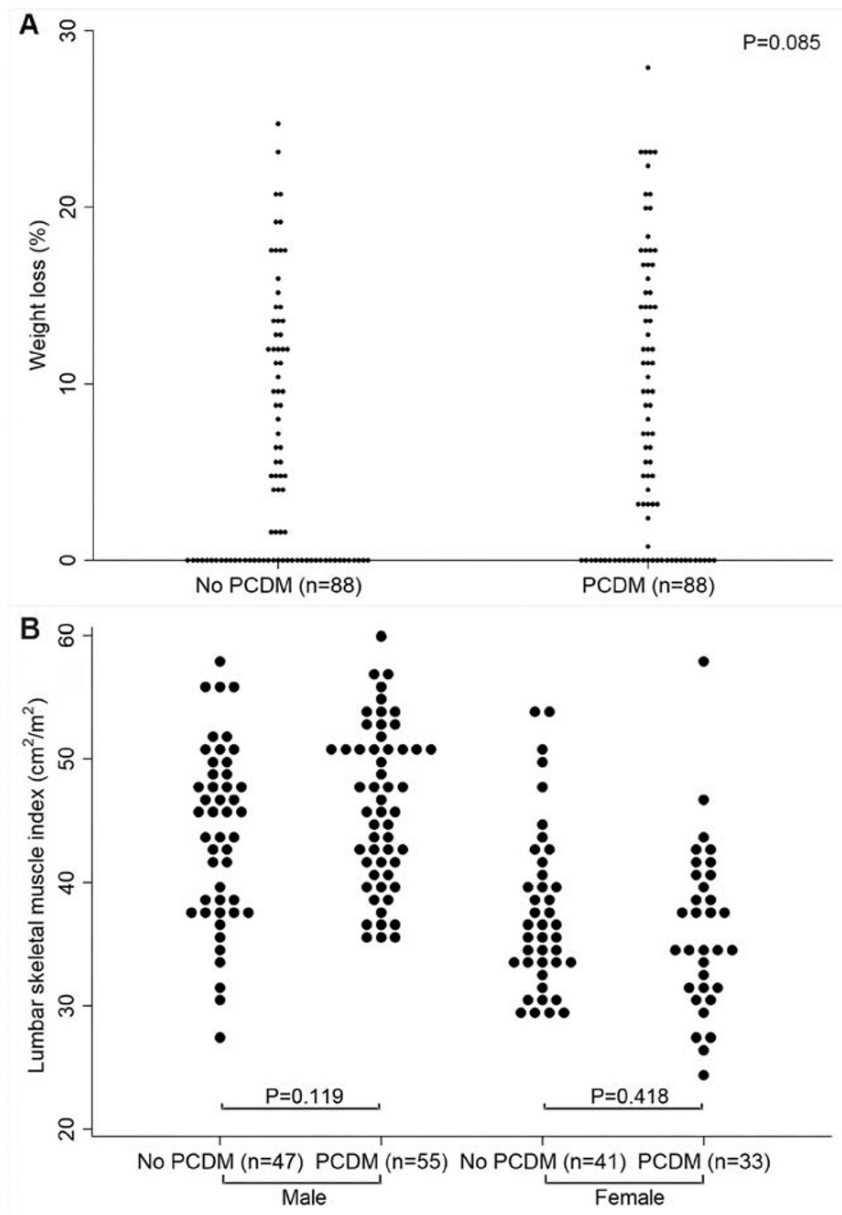 A
P=0.085
30
20
10
0
Weight loss (%)
No PCDM (n=88) PCDM (n=88)
B
60
50
40
30
20
Lumbar skeletal muscle index (cm²/m²)
P=0.119 P=0.418
No PCDM (n=47) PCDM (n=55) No PCDM (n=41) PCDM (n=33)
Male Female